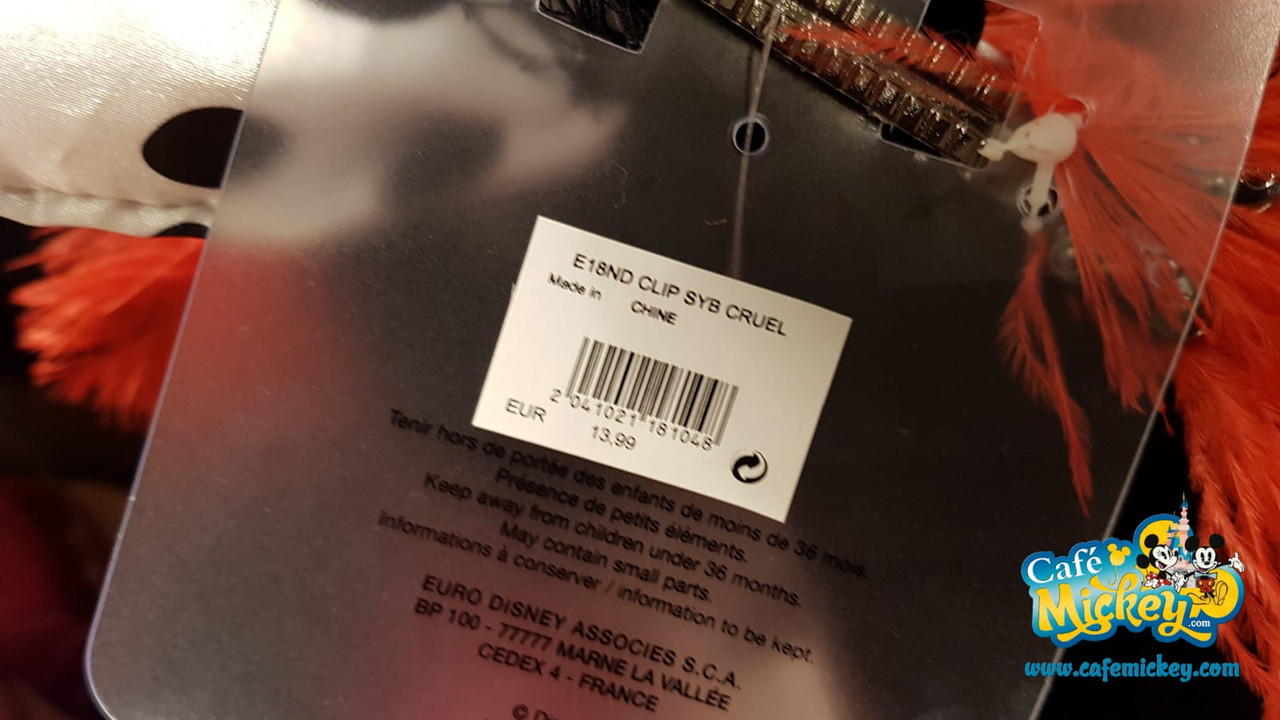 E18ND CLIP SYB CRUEL
Made in CHINE
2 041021 181048
EUR 13,99
Tenir hors de portée des enfants de moins de 36 mois.
Présence de petits éléments.
Keep away from children under 36 months.
May contain small parts.
informations à conserver / information to be kept.
EURO DISNEY ASSOCIES S.C.A.
BP 100 - 77777 MARNE LA VALLÉE
CEDEX 4 - FRANCE
©
Café
Mickey
.com
www.cafemickey.com